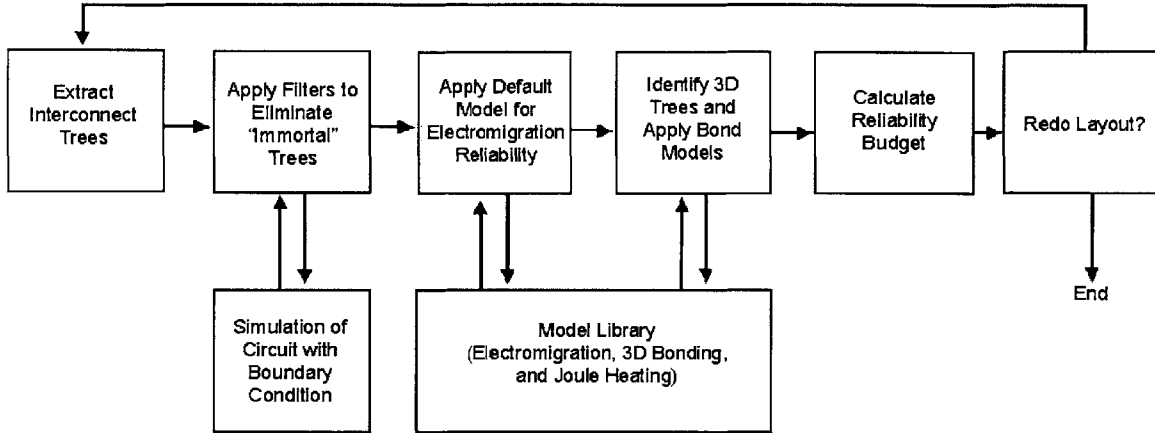 Extract
Interconnect
Trees
Apply Filters to
Eliminate
"Immortal"
Trees
Apply Default
Model for
Electromigration
Reliability
Identify 3D
Trees and
Apply Bond
Models
Calculate
Reliability
Budget
Redo Layout?
Simulation of
Circuit with
Boundary
Condition
Model Library
(Electromigration, 3D Bonding,
and Joule Heating)
End